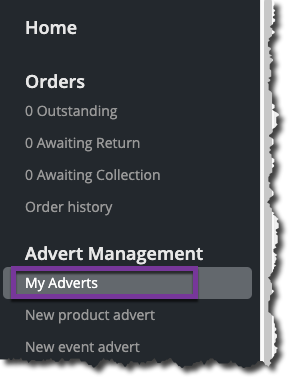 Home
Orders
0 Outstanding
0 Awaiting Return
0 Awaiting Collection
Order history
Advert Management
My Adverts
New product advert
New event advert